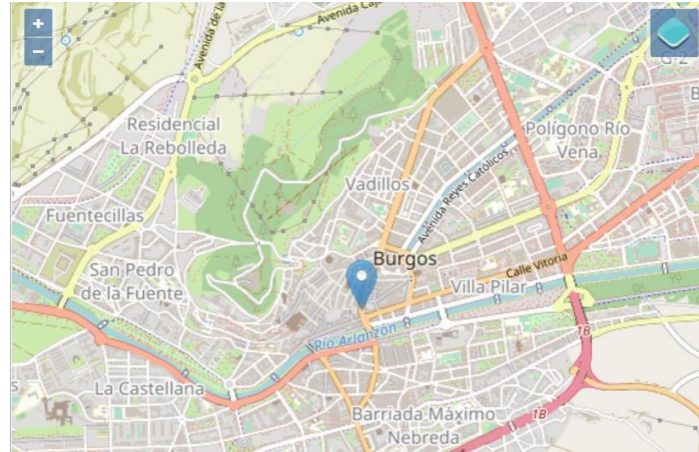 +
−
Avenida de la
Avenida Caj
G-2
Residencial
La Rebolleda
Polígono Río
Vena
Vadillos
Avenida Reyes Católicos
Fuentecillas
Burgos
San Pedro
de la Fuente
Calle Vitoria
Villa Pilar
Río Arlanzón
1B
La Castellana
Barriada Máximo
Nebreda
1B